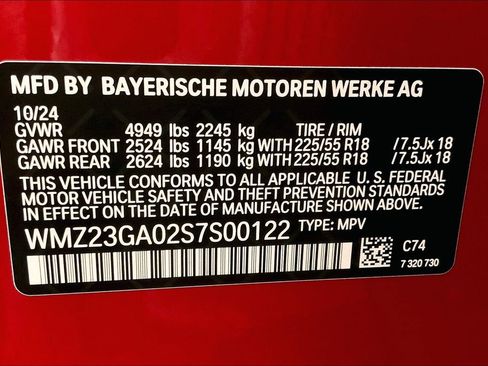 MFD BY BAYERISCHE MOTOREN WERKE AG
10/24
GVWR 4949 lbs 2245 kg TIRE / RIM
GAWR FRONT 2524 lbs 1145 kg WITH 225/55 R18 /7.5Jx 18
GAWR REAR 2624 lbs 1190 kg WITH 225/55 R18 /7.5Jx 18
THIS VEHICLE CONFORMS TO ALL APPLICABLE U.S. FEDERAL
MOTOR VEHICLE SAFETY AND THEFT PREVENTION STANDARDS
IN EFFECT ON THE DATE OF MANUFACTURE SHOWN ABOVE.
WMZ23GA02S7S00122 TYPE: MPV
C74
7 320 730